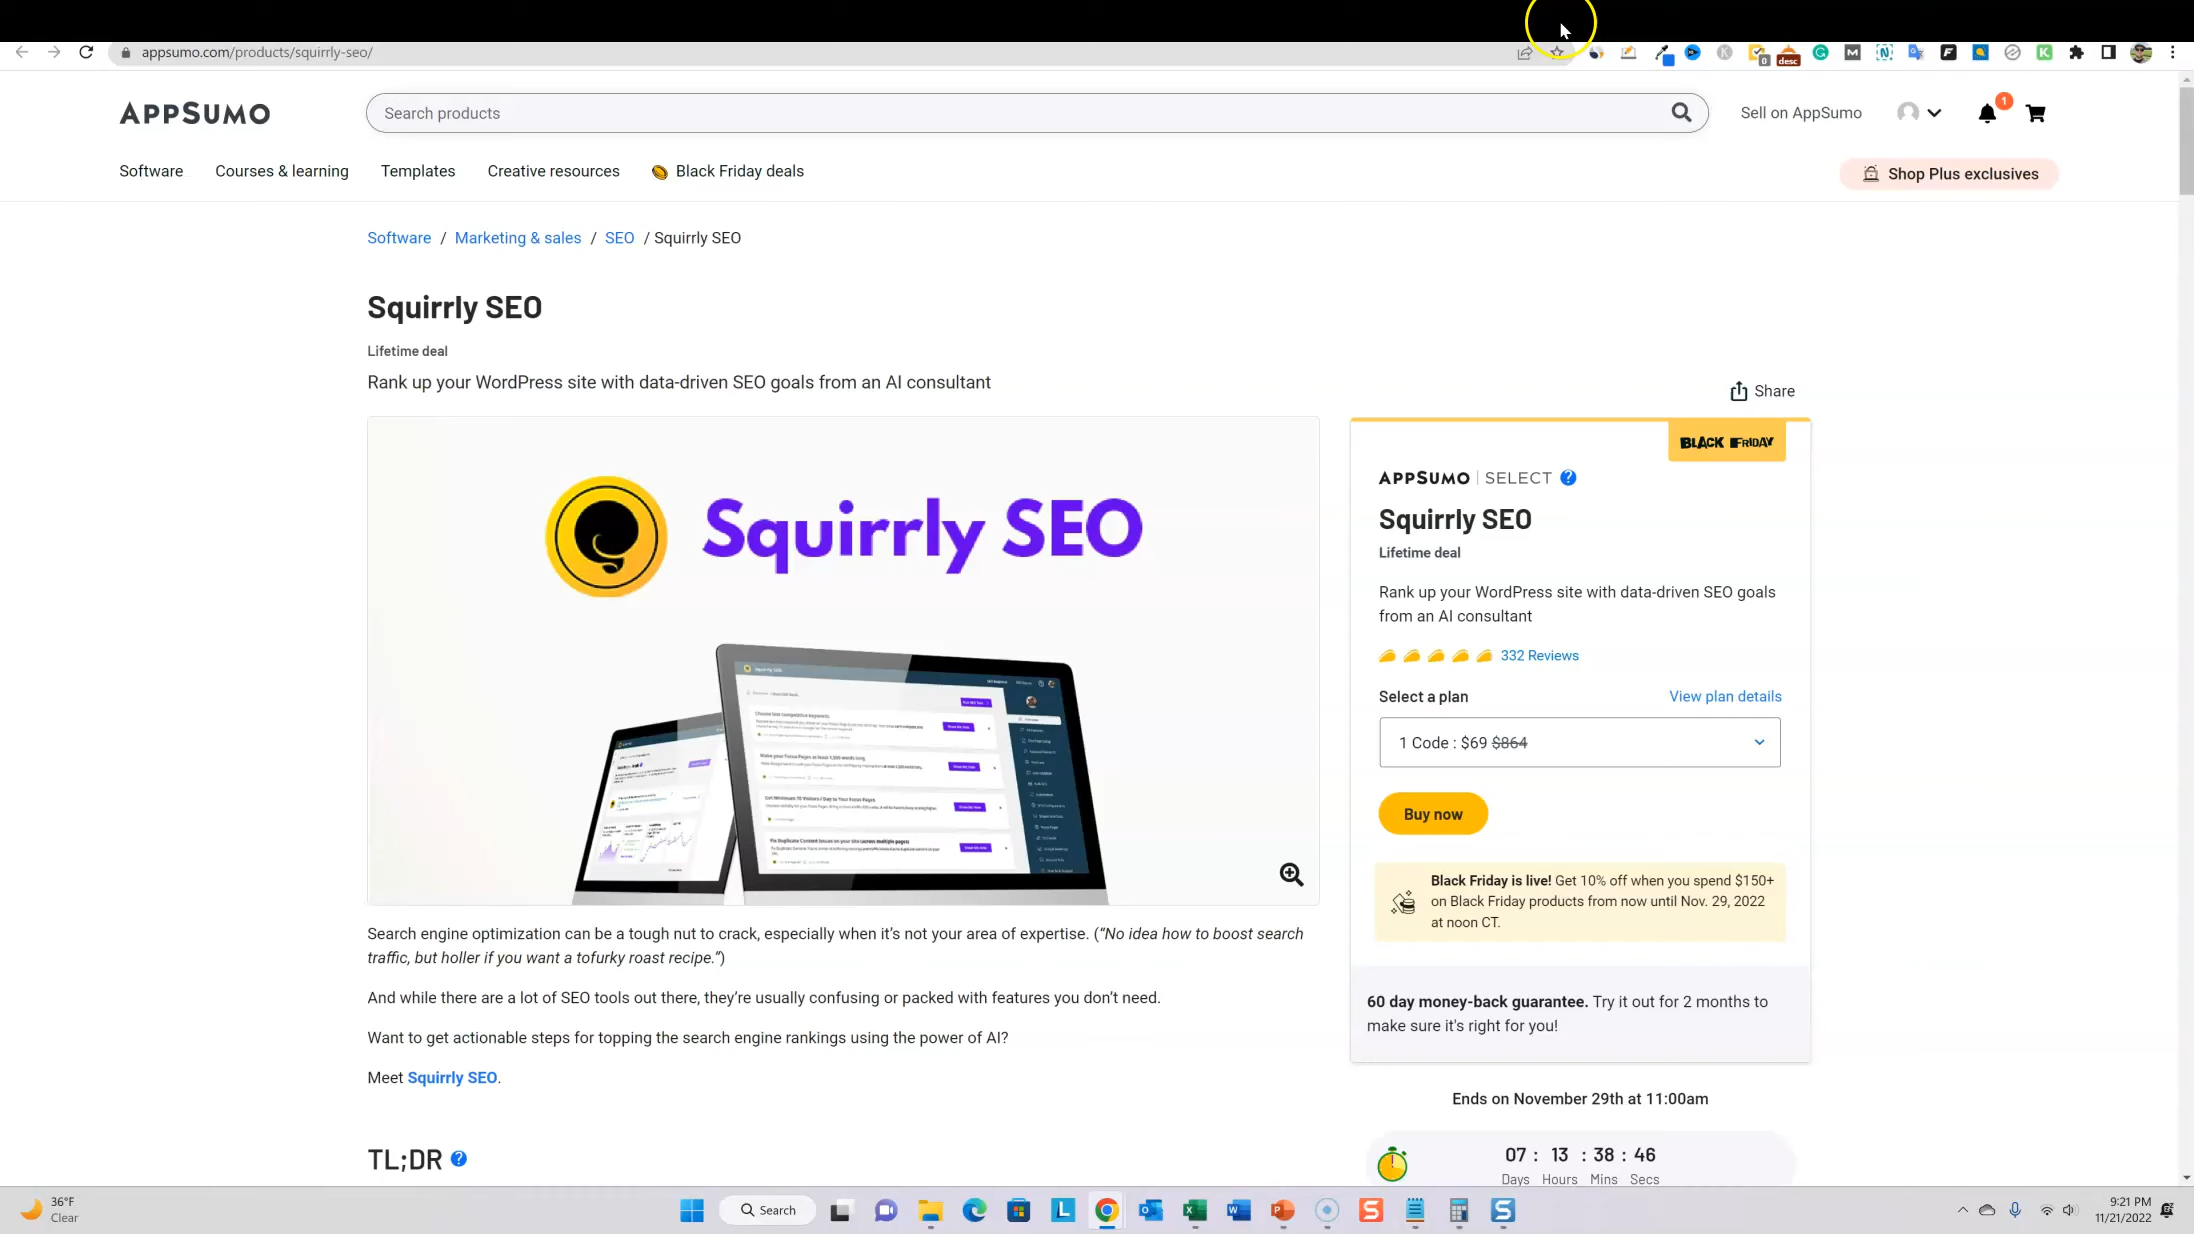 appsumo.com/products/squirrly-seo/
APPSUMO
Search products
Sell on AppSumo
1
Software
Courses & learning
Templates
Creative resources
Black Friday deals
Shop Plus exclusives
Software / Marketing & sales / SEO / Squirrly SEO
Squirrly SEO
Lifetime deal
Rank up your WordPress site with data-driven SEO goals from an AI consultant
Share
Squirrly SEO
BLACK FRIDAY
APPSUMO | SELECT ?
Squirrly SEO
Lifetime deal
Rank up your WordPress site with data-driven SEO goals
from an AI consultant
332 Reviews
Select a plan
View plan details
1 Code : $69 $864
Buy now
Black Friday is live! Get 10% off when you spend $150+
on Black Friday products from now until Nov. 29, 2022
at noon CT.
60 day money-back guarantee. Try it out for 2 months to
make sure it's right for you!
Ends on November 29th at 11:00am
07 : 13 : 38 : 46
Days Hours Mins Secs
Search engine optimization can be a tough nut to crack, especially when it’s not your area of expertise. (“No idea how to boost search
traffic, but holler if you want a tofurky roast recipe.”)
And while there are a lot of SEO tools out there, they’re usually confusing or packed with features you don’t need.
Want to get actionable steps for topping the search engine rankings using the power of AI?
Meet Squirrly SEO.
TL;DR ?
36°F
Clear
Search
9:21 PM
11/21/2022